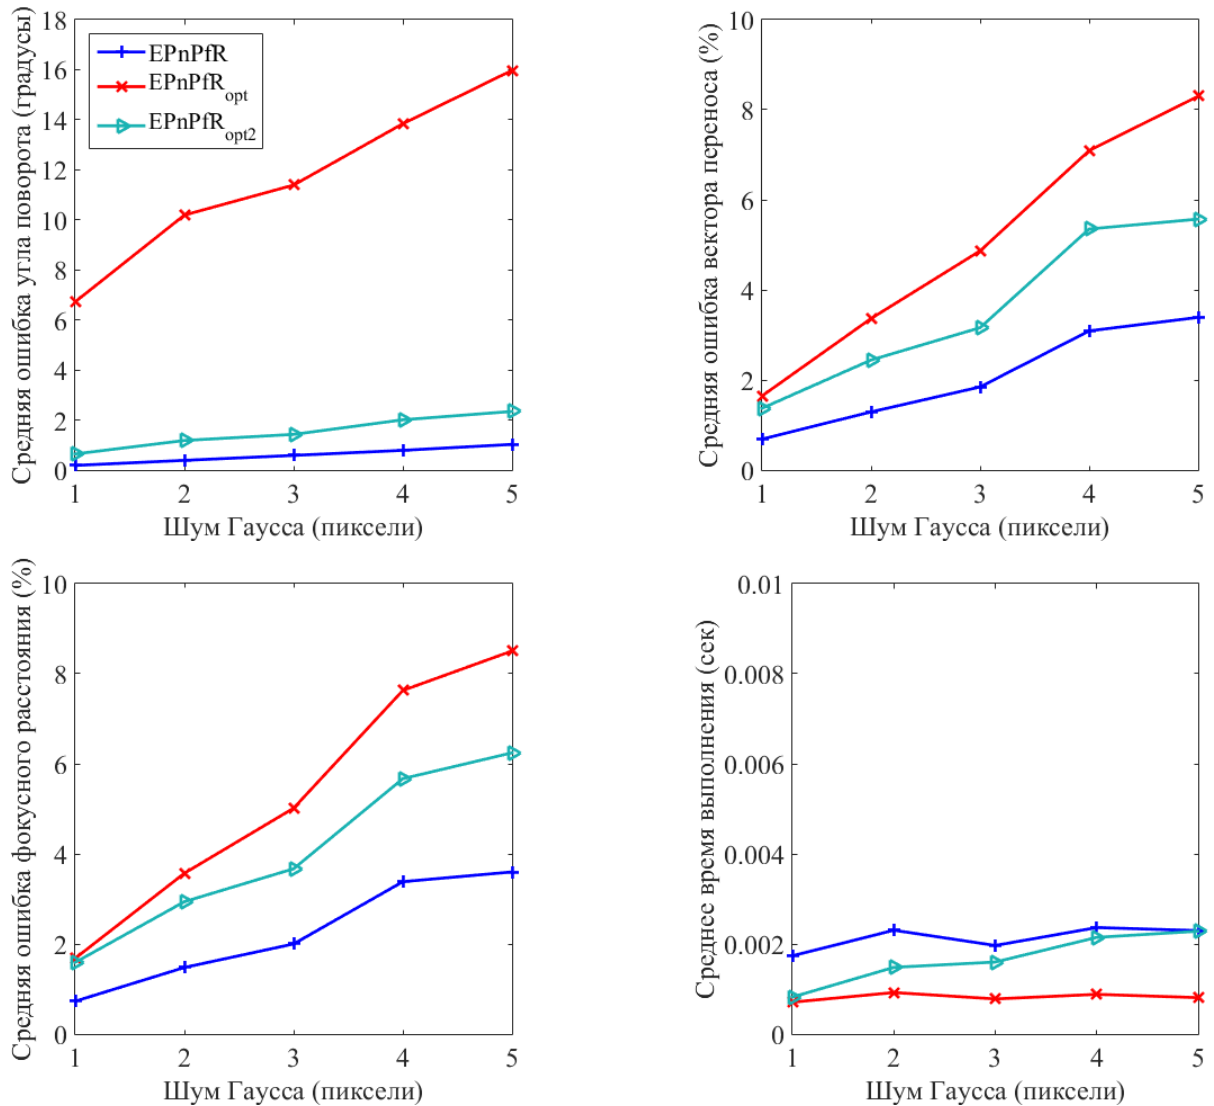 Средняя ошибка угла поворота (градусы)
18
16
14
12
10
8
6
4
2
0
EPnPfR
EPnPfRopt
EPnPfRopt2
1 2 3 4 5
Шум Гаусса (пиксели)
Средняя ошибка вектора переноса (%)
10
8
6
4
2
0
1 2 3 4 5
Шум Гаусса (пиксели)
Средняя ошибка фокусного расстояния (%)
10
8
6
4
2
0
1 2 3 4 5
Шум Гаусса (пиксели)
Среднее время выполнения (сек)
0.01
0.008
0.006
0.004
0.002
0
1 2 3 4 5
Шум Гаусса (пиксели)